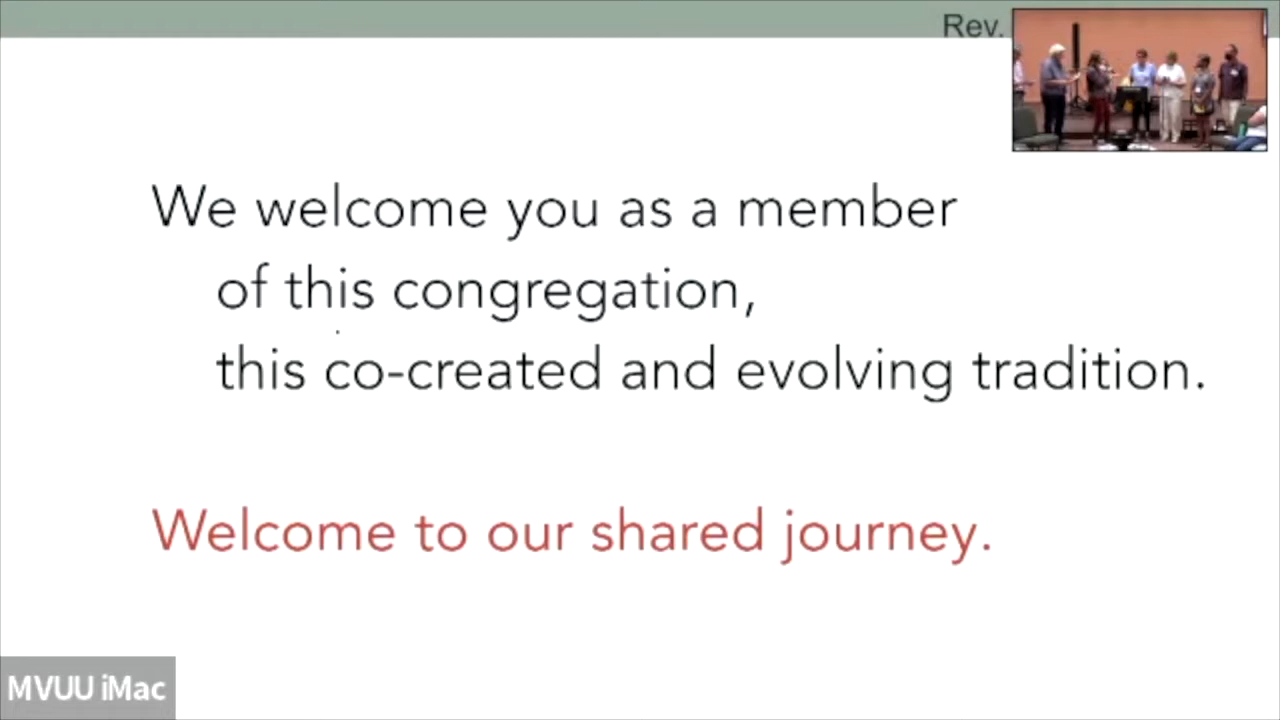 Rev.
We welcome you as a member
of this congregation,
this co-created and evolving tradition.
Welcome to our shared journey.
MVUU iMac